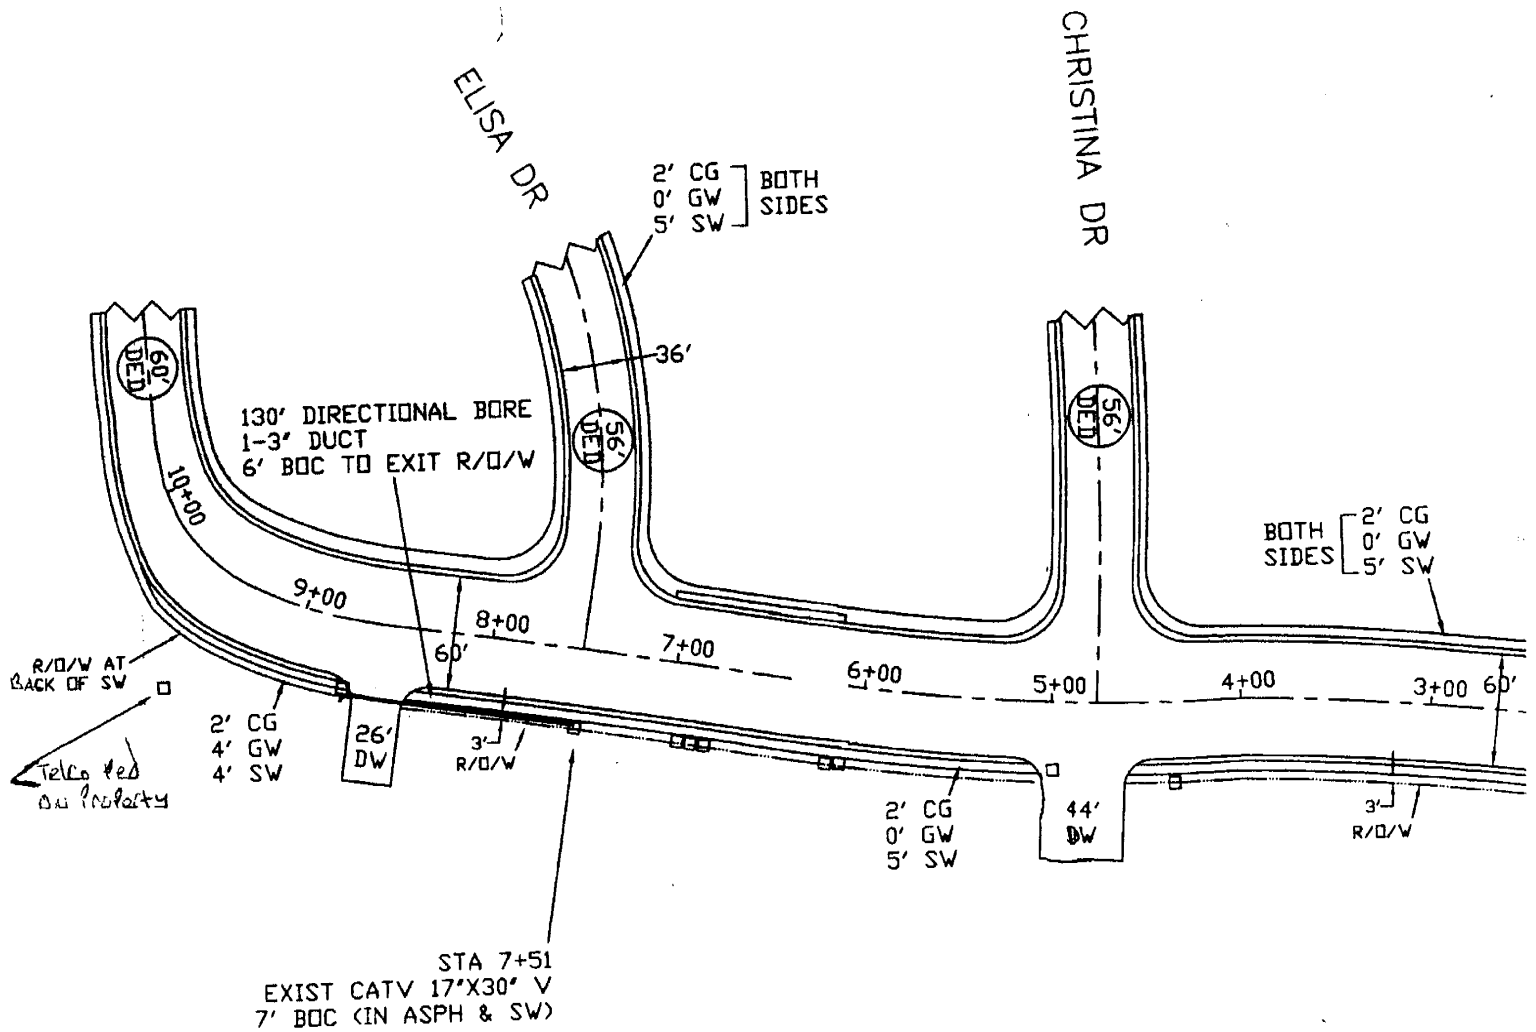 CHRISTINA DR
ELISA DR
2' CG
0' GW
5' SW
BOTH
SIDES
36'
60'
DED
130' DIRECTIONAL BORE
1-3" DUCT
6' BOC TO EXIT R/O/W
56'
DED
56'
DED
10+00
9+00
8+00
7+00
6+00
5+00
4+00
3+00
60'
60'
BOTH
SIDES
2' CG
0' GW
5' SW
R/O/W AT
BACK OF SW
2' CG
4' GW
4' SW
26'
DW
3'
R/O/W
Telco Ped
On Property
2' CG
0' GW
5' SW
44'
DW
3'
R/O/W
STA 7+51
EXIST CATV 17"X30" V
7' BOC (IN ASPH & SW)